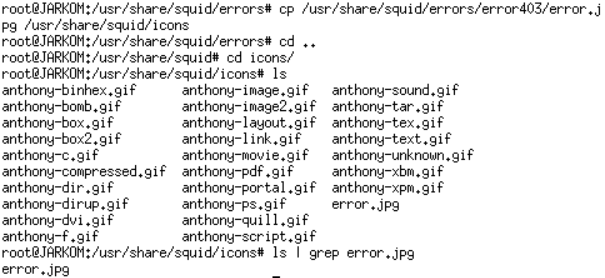 root@JARKOM:/usr/share/squid/errors# cp /usr/share/squid/errors/error403/error.j
pg /usr/share/squid/icons
root@JARKOM:/usr/share/squid/errors# cd ..
root@JARKOM:/usr/share/squid# cd icons/
root@JARKOM:/usr/share/squid/icons# ls
anthony-binhex.gif anthony-image.gif anthony-sound.gif
anthony-bomb.gif anthony-image2.gif anthony-tar.gif
anthony-box.gif anthony-layout.gif anthony-tex.gif
anthony-box2.gif anthony-link.gif anthony-text.gif
anthony-c.gif anthony-movie.gif anthony-unknown.gif
anthony-compressed.gif anthony-pdf.gif anthony-xbm.gif
anthony-dir.gif anthony-portal.gif anthony-xpm.gif
anthony-dirup.gif anthony-ps.gif error.jpg
anthony-dvi.gif anthony-quill.gif
anthony-f.gif anthony-script.gif
root@JARKOM:/usr/share/squid/icons# ls | grep error.jpg
error.jpg